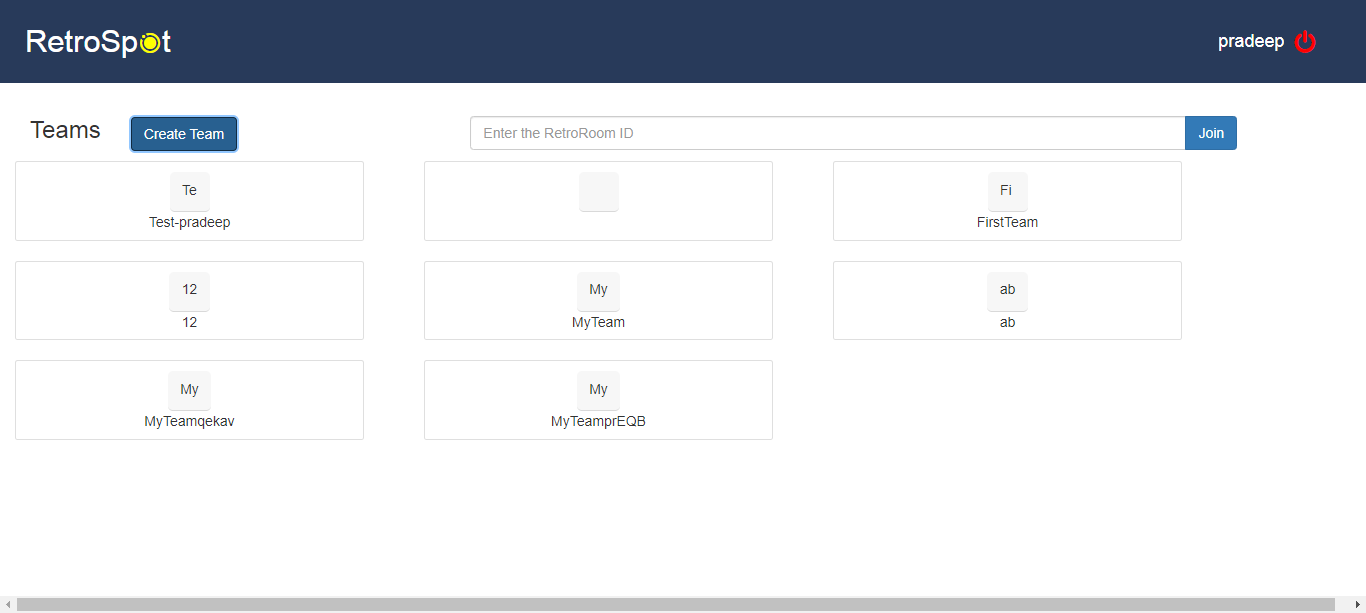 RetroSpot
pradeep
Teams
Create Team
Enter the RetroRoom ID
Join
Te
Test-pradeep
Fi
FirstTeam
12
12
My
MyTeam
ab
ab
My
MyTeamqekav
My
MyTeamprEQB